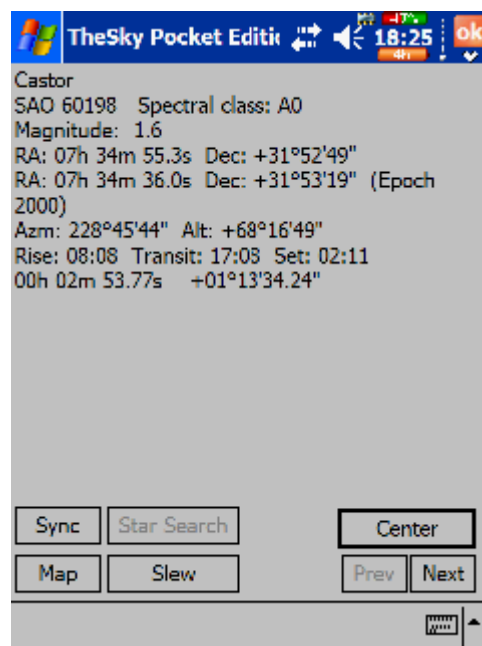 TheSky Pocket Editi 18:25 ok
Castor
SAO 60198 Spectral class: A0
Magnitude: 1.6
RA: 07h 34m 55.3s Dec: +31°52'49"
RA: 07h 34m 36.0s Dec: +31°53'19" (Epoch
2000)
Azm: 228°45'44" Alt: +68°16'49"
Rise: 08:08 Transit: 17:08 Set: 02:11
00h 02m 53.77s +01°13'34.24"
Sync Star Search Center
Map Slew Prev Next